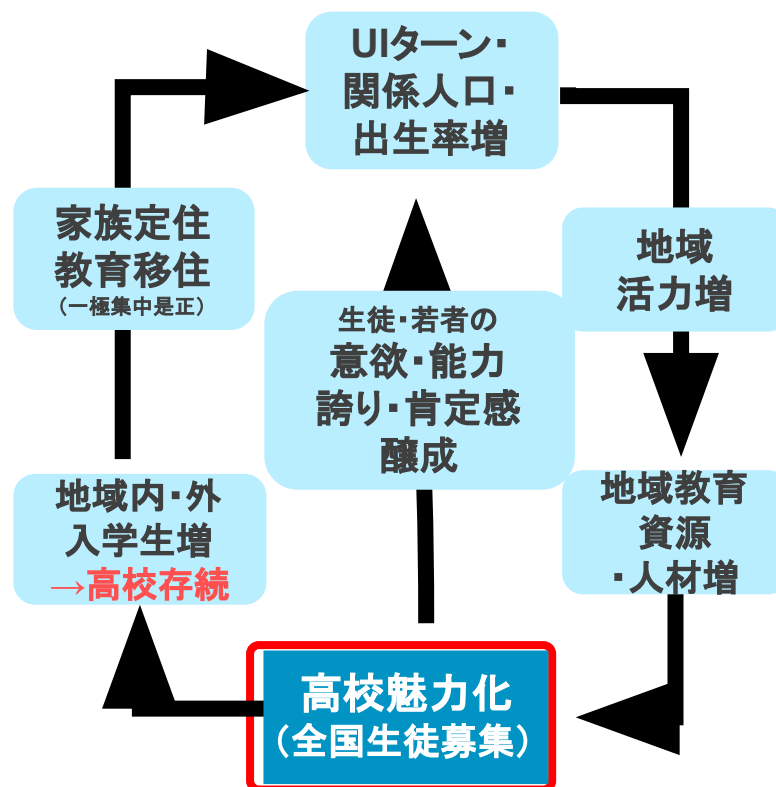 UIターン・
関係人口・
出生率増
家族定住
教育移住
（一極集中是正）
地域
活力増
生徒・若者の
意欲・能力
誇り・肯定感
醸成
地域内・外
入学生増
→高校存続
地域教育
資源
・人材増
高校魅力化
（全国生徒募集）